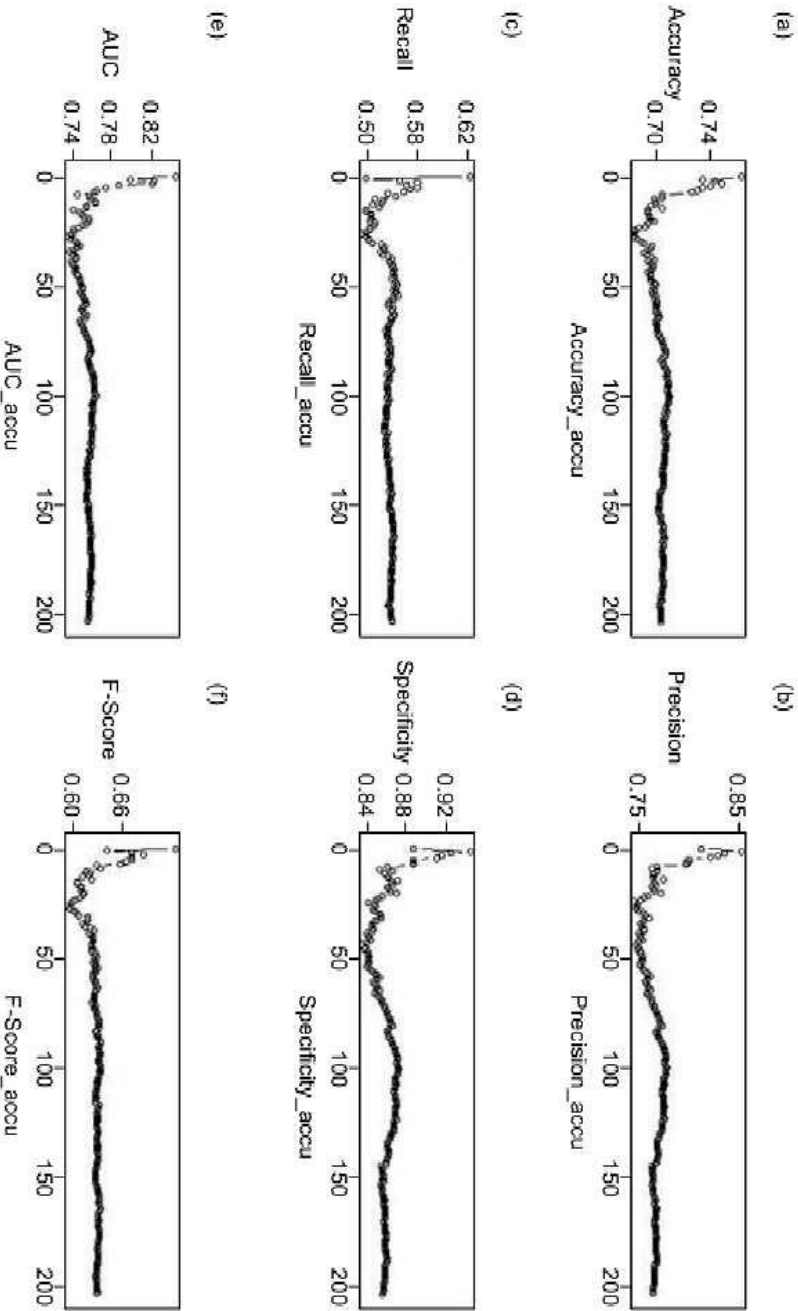 (a)
Accuracy
0.74
0.70
0 50 100 150 200
Accuracy_accu
(b)
Precision
0.85
0.75
0 50 100 150 200
Precision_accu
(c)
Recall
0.62
0.58
0.50
0 50 100 150 200
Recall_accu
(d)
Specificity
0.92
0.88
0.84
0 50 100 150 200
Specificity_accu
(e)
AUC
0.82
0.78
0.74
0 50 100 150 200
AUC_accu
(f)
F-Score
0.66
0.60
0 50 100 150 200
F-Score_accu